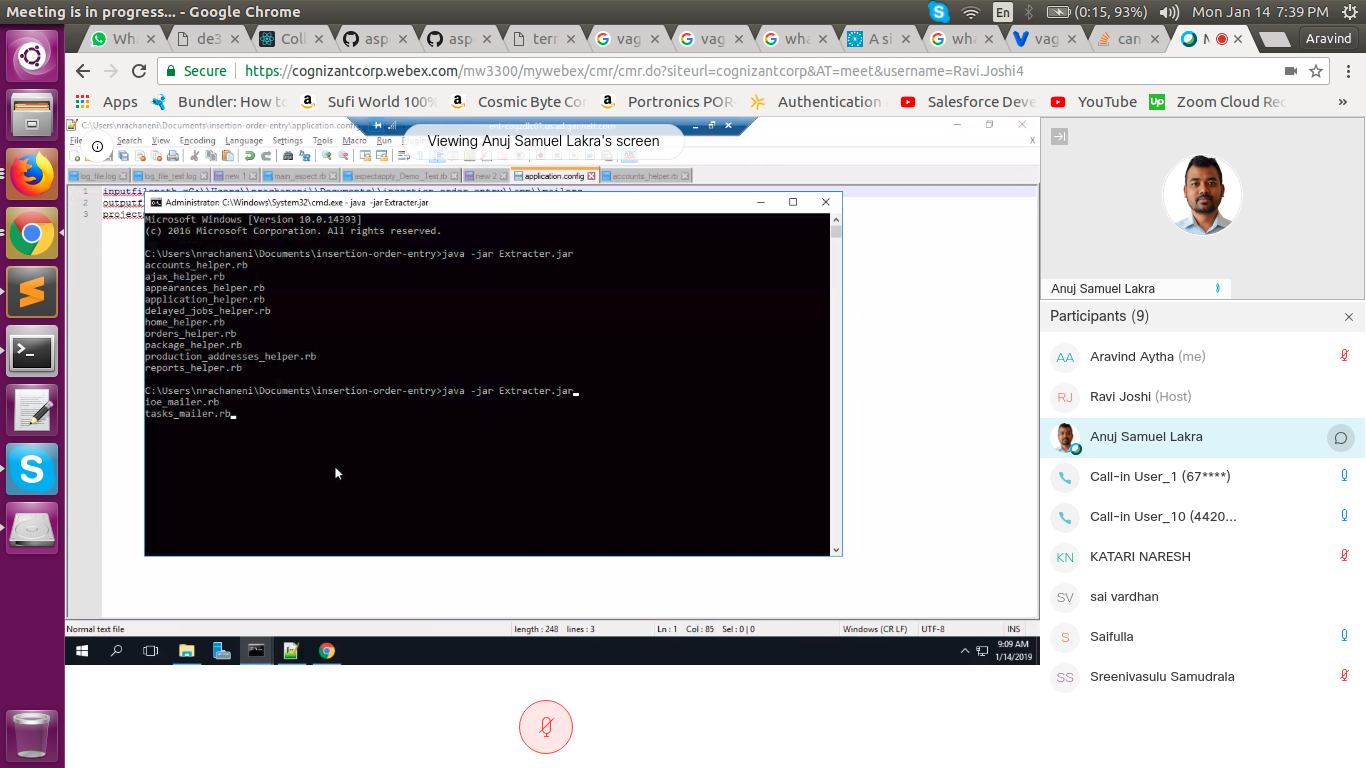 Meeting is in progress... - Google Chrome
En
(0:15, 93%)
Mon Jan 14 7:39 PM
Wha
de3
Coll
aspe
aspe
terr
vag
vag
wha
A si
wha
vag
can
Aravind
Secure
https://cognizantcorp.webex.com/mw3300/mywebex/cmr/cmr.do?siteurl=cognizantcorp&AT=meet&username=Ravi.Joshi4
Apps
Bundler: How to
Sufi World 100%
Cosmic Byte Co
Portronics POR
Authentication
Salesforce Deve
YouTube
Up
Zoom Cloud Rec
»
C:\Users\nrachaneni\Documents\insertion-order-entry\application.config
Viewing Anuj Samuel Lakra's screen
File
Encoding
Language
Settings
Tools
Macro
Run
X
log_file.log
log_file_test.log
new 1
main_aspect.rb
aspectapply_Demo_Test.rb
new 2
application.config
accounts_helper.rb
1
2
outputf
3
project
Administrator: C:\Windows\System32\cmd.exe - java -jar Extracter.jar
Microsoft Windows [Version 10.0.14393]
(c) 2016 Microsoft Corporation. All rights reserved.
C:\Users\nrachaneni\Documents\insertion-order-entry>java -jar Extracter.jar
accounts_helper.rb
ajax_helper.rb
appearances_helper.rb
application_helper.rb
delayed_jobs_helper.rb
home_helper.rb
orders_helper.rb
package_helper.rb
production_addresses_helper.rb
reports_helper.rb
C:\Users\nrachaneni\Documents\insertion-order-entry>java -jar Extracter.jar
ioe_mailer.rb
tasks_mailer.rb
Normal text file
length : 248 lines : 3
Ln : 1 Col : 85 Sel : 0 | 0
Windows (CR LF)
UTF-8
INS
9:09 AM
1/14/2019
Anuj Samuel Lakra
Participants (9)
AA
Aravind Aytha (me)
RJ
Ravi Joshi (Host)
Anuj Samuel Lakra
Call-in User_1 (67****)
Call-in User_10 (4420...
KN
KATARI NARESH
SV
sai vardhan
S
Saifulla
SS
Sreenivasulu Samudrala